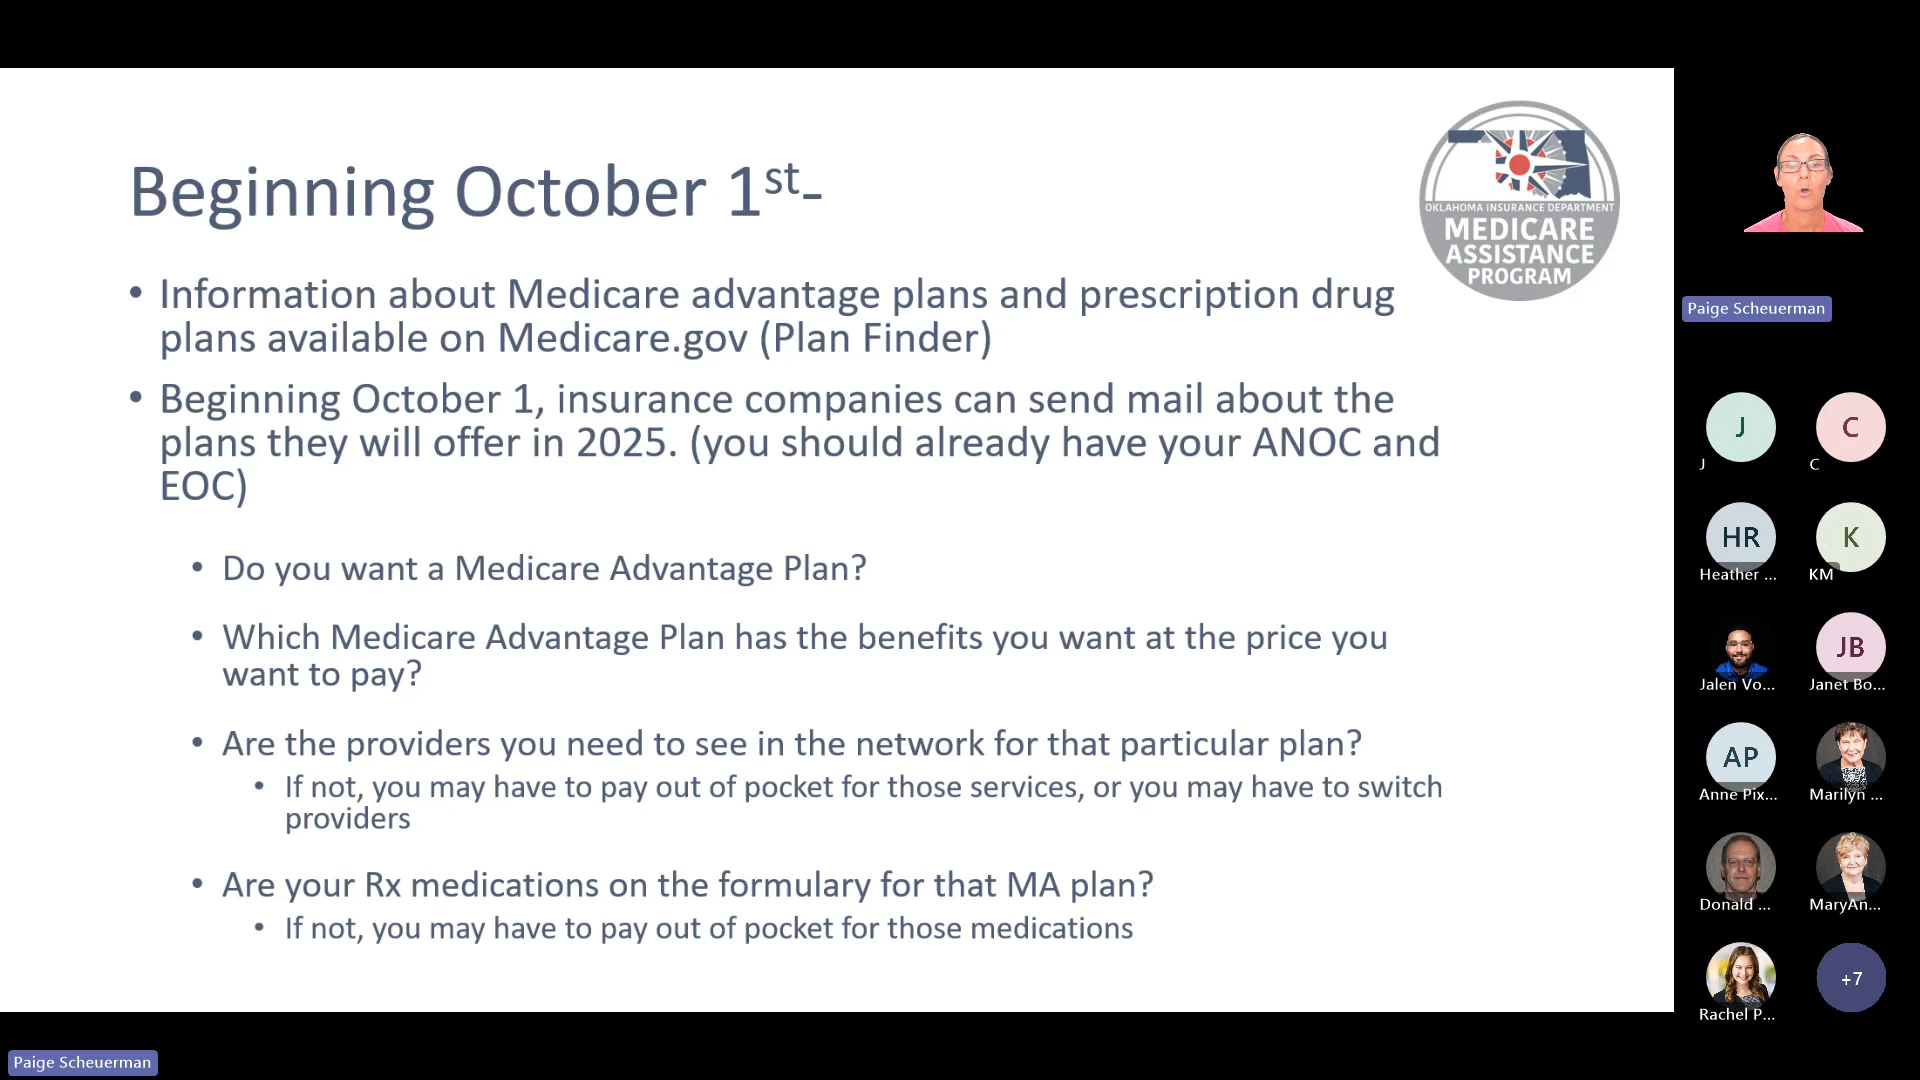 Beginning October 1st-
• Information about Medicare advantage plans and prescription drug
plans available on Medicare.gov (Plan Finder)
• Beginning October 1, insurance companies can send mail about the
plans they will offer in 2025. (you should already have your ANOC and
EOC)
• Do you want a Medicare Advantage Plan?
• Which Medicare Advantage Plan has the benefits you want at the price you
want to pay?
• Are the providers you need to see in the network for that particular plan?
• If not, you may have to pay out of pocket for those services, or you may have to switch
providers
• Are your Rx medications on the formulary for that MA plan?
• If not, you may have to pay out of pocket for those medications
OKLAHOMA INSURANCE DEPARTMENT
MEDICARE
ASSISTANCE
PROGRAM
Paige Scheuerman
J
J
C
C
HR
Heather ...
K
KM
Jalen Vo...
JB
Janet Bo...
AP
Anne Pix...
Marilyn ...
Donald ...
MaryAn...
Rachel P...
+7
Paige Scheuerman